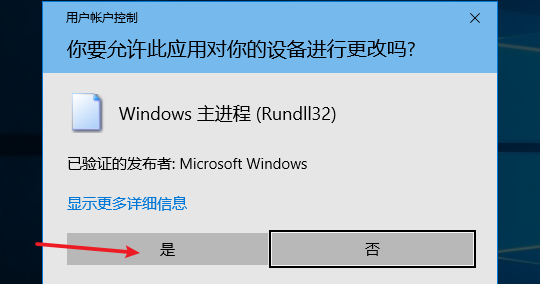 用户帐户控制
你要允许此应用对你的设备进行更改吗?
Windows 主进程 (Rundll32)
已验证的发布者: Microsoft Windows
显示更多详细信息
是
否